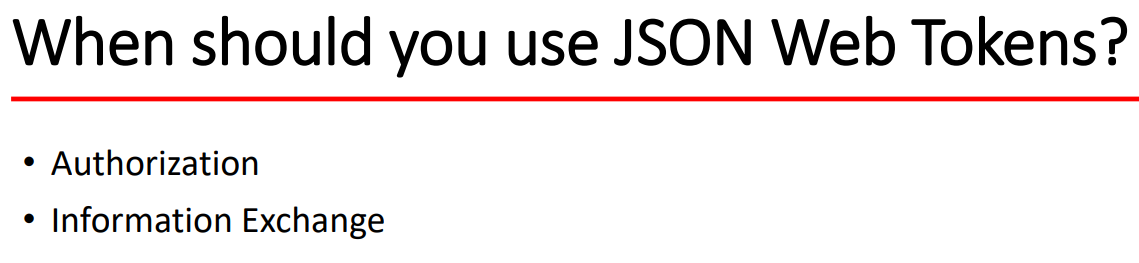 When should you use JSON Web Tokens?
• Authorization
• Information Exchange